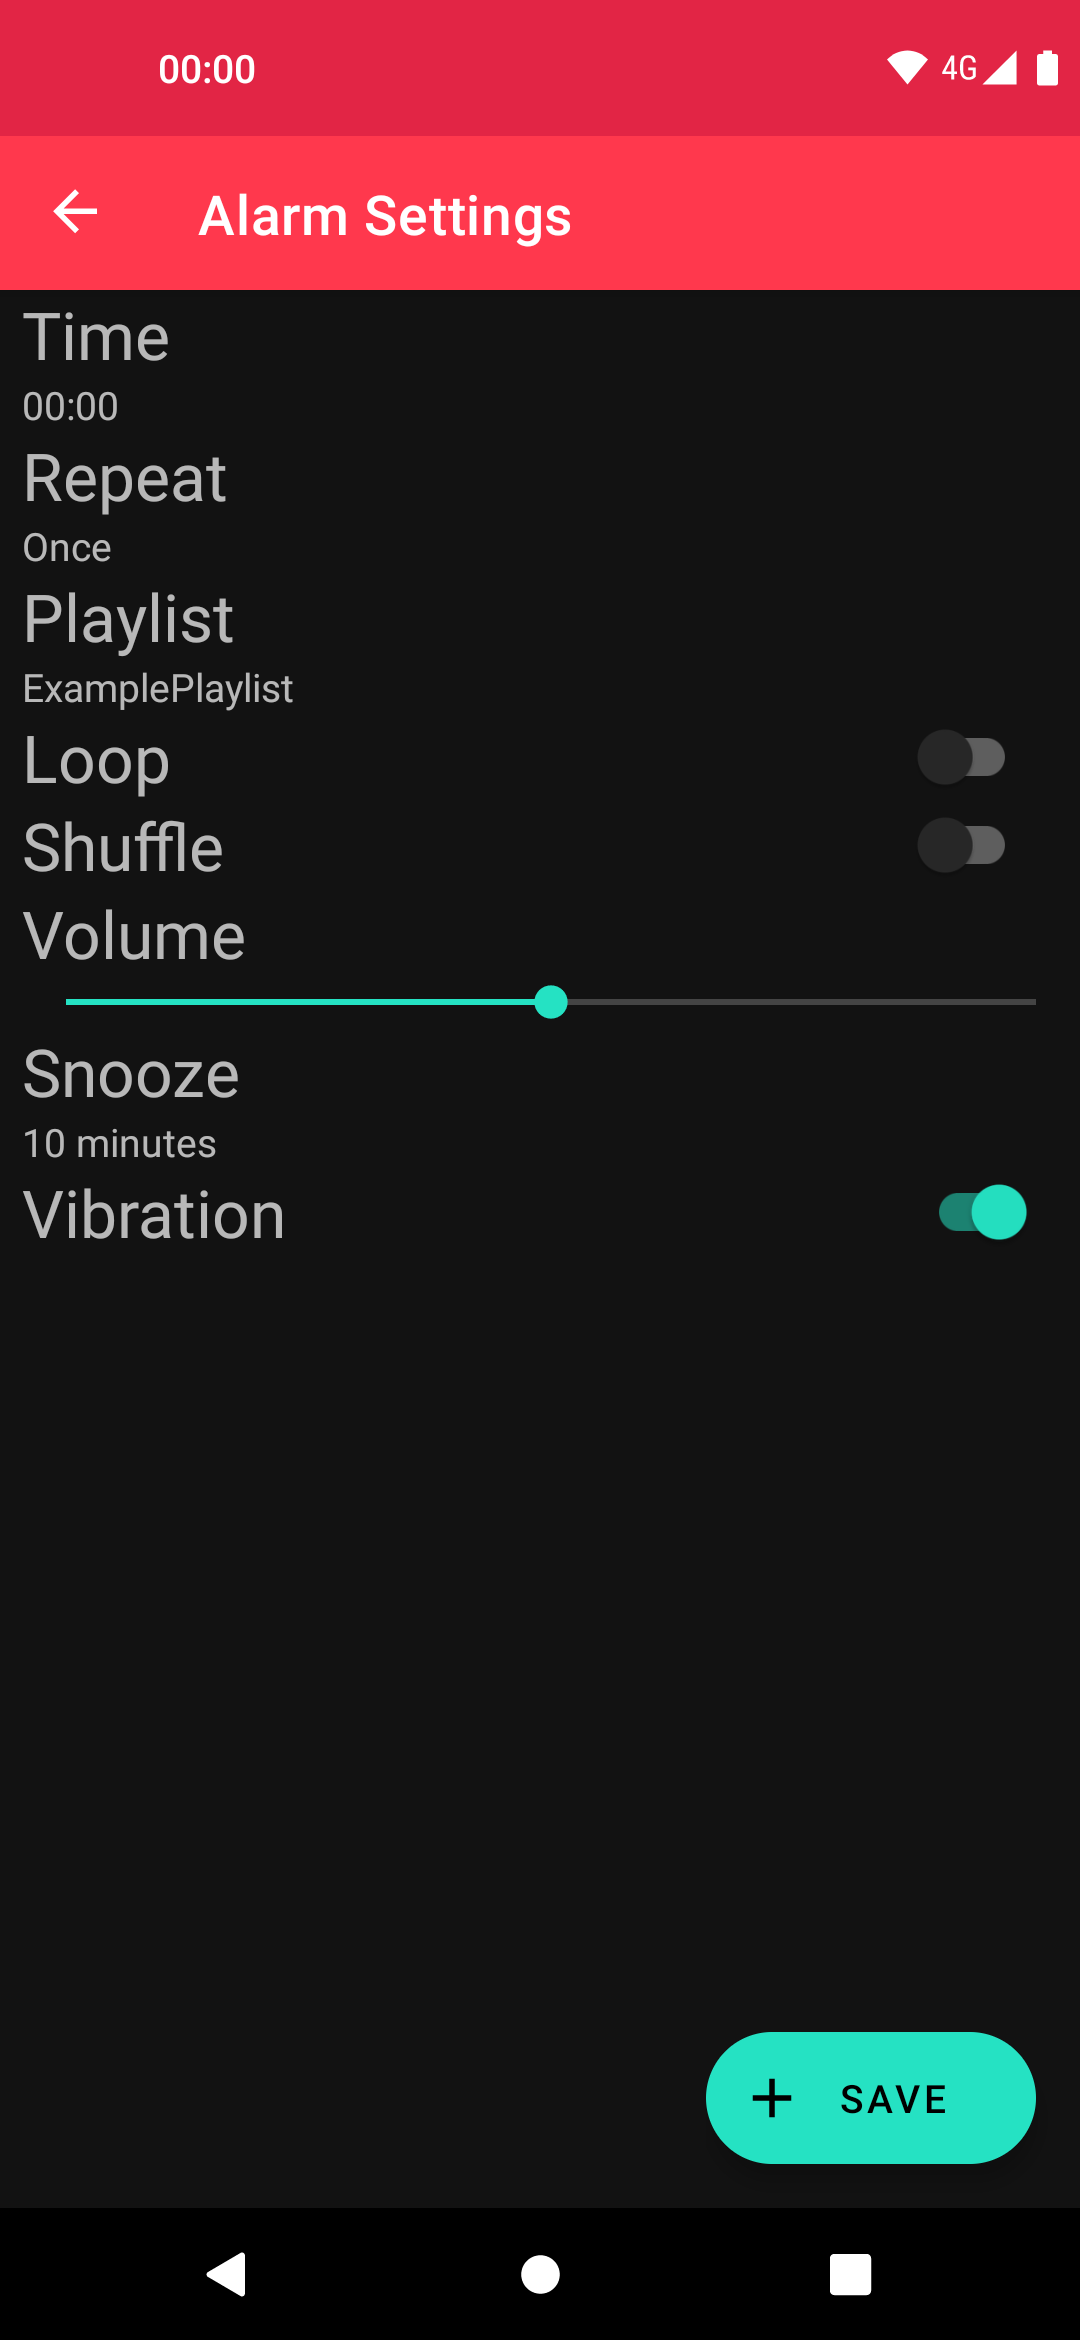 00:00
4G
Alarm Settings
Time
00:00
Repeat
Once
Playlist
ExamplePlaylist
Loop
Shuffle
Volume
Snooze
10 minutes
Vibration
SAVE